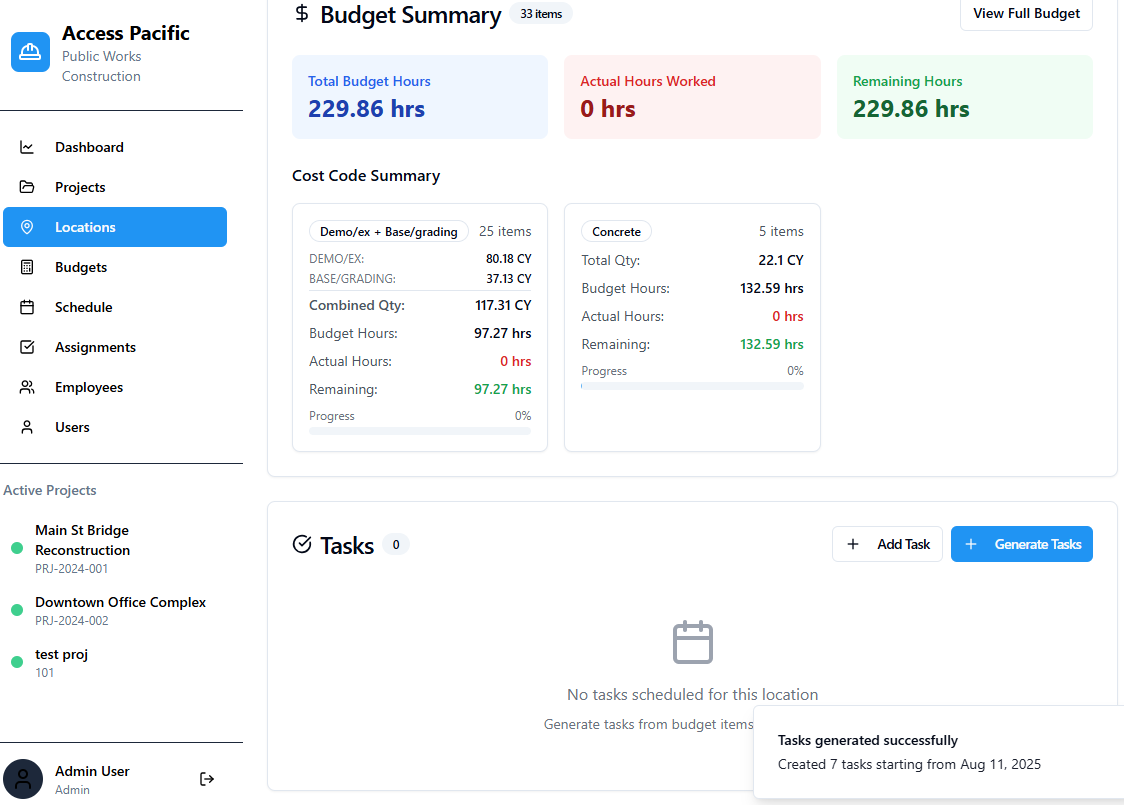 Access Pacific
Public Works
Construction
Dashboard
Projects
Locations
Budgets
Schedule
Assignments
Employees
Users
Active Projects
Main St Bridge
Reconstruction
PRJ-2024-001
Downtown Office Complex
PRJ-2024-002
test proj
101
Admin User
Admin
$ Budget Summary 33 items
View Full Budget
Total Budget Hours
229.86 hrs
Actual Hours Worked
0 hrs
Remaining Hours
229.86 hrs
Cost Code Summary
Demo/ex + Base/grading 25 items
DEMO/EX: 80.18 CY
BASE/GRADING: 37.13 CY
Combined Qty: 117.31 CY
Budget Hours: 97.27 hrs
Actual Hours: 0 hrs
Remaining: 97.27 hrs
Progress 0%
Concrete 5 items
Total Qty: 22.1 CY
Budget Hours: 132.59 hrs
Actual Hours: 0 hrs
Remaining: 132.59 hrs
Progress 0%
Tasks 0
+ Add Task
+ Generate Tasks
No tasks scheduled for this location
Generate tasks from budget items
Tasks generated successfully
Created 7 tasks starting from Aug 11, 2025